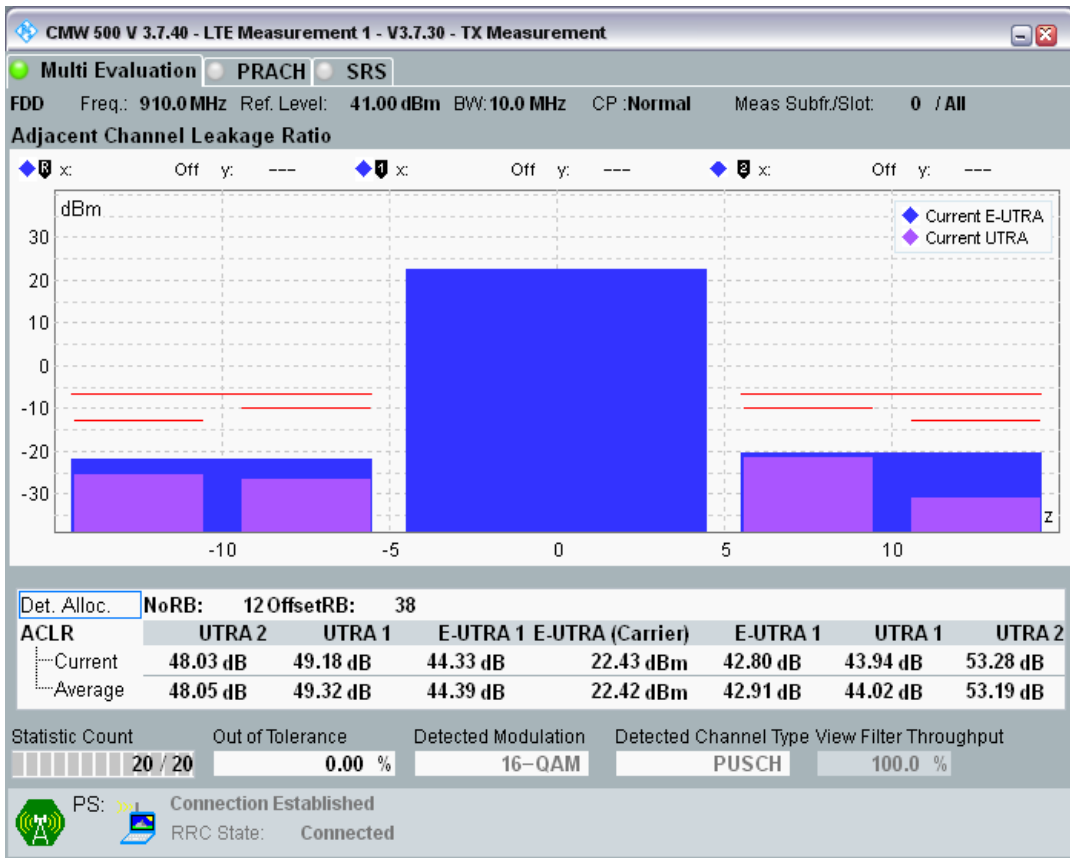 CMW 500 V 3.7.40 - LTE Measurement 1 - V3.7.30 - TX Measurement
Multi Evaluation PRACH SRS
FDD Freq.: 910.0 MHz Ref. Level: 41.00 dBm BW: 10.0 MHz CP :Normal Meas Subfr./Slot: 0 / All
Adjacent Channel Leakage Ratio
R x: Off y: --- 1 x: Off y: --- 2 x: Off y: ---
dBm
Current E-UTRA
Current UTRA
30
20
10
0
-10
-20
-30
z
-10 -5 0 5 10
Det. Alloc. NoRB: 12 OffsetRB: 38
ACLR UTRA 2 UTRA 1 E-UTRA 1 E-UTRA (Carrier) E-UTRA 1 UTRA 1 UTRA 2
Current 48.03 dB 49.18 dB 44.33 dB 22.43 dBm 42.80 dB 43.94 dB 53.28 dB
Average 48.05 dB 49.32 dB 44.39 dB 22.42 dBm 42.91 dB 44.02 dB 53.19 dB
Statistic Count Out of Tolerance Detected Modulation Detected Channel Type View Filter Throughput
20 / 20 0.00 % 16-QAM PUSCH 100.0 %
PS: Connection Established
RRC State: Connected